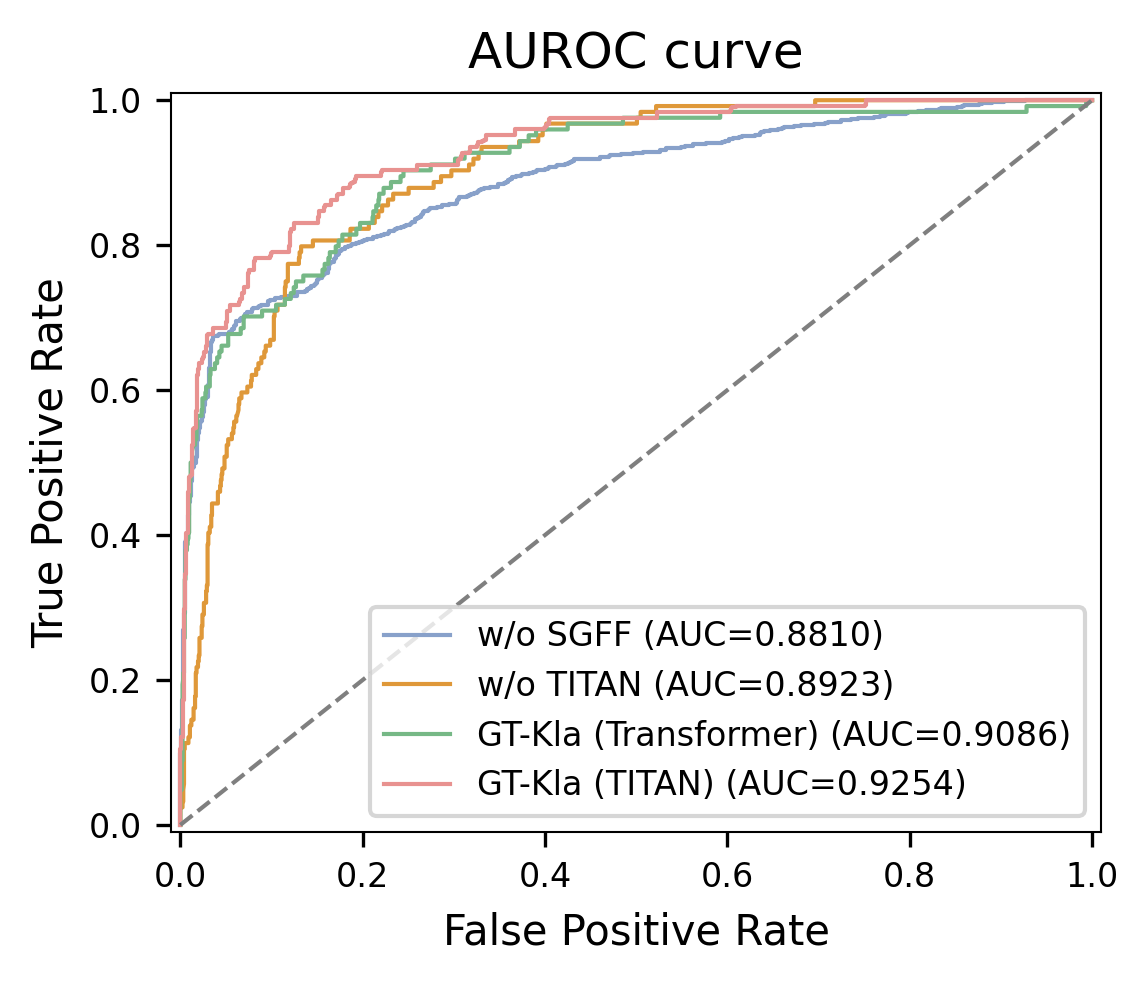 AUROC curve
1.0
0.8
0.6
0.4
0.2
0.0
True Positive Rate
w/o SGFF (AUC=0.8810)
w/o TITAN (AUC=0.8923)
GT-Kla (Transformer) (AUC=0.9086)
GT-Kla (TITAN) (AUC=0.9254)
0.0 0.2 0.4 0.6 0.8 1.0
False Positive Rate